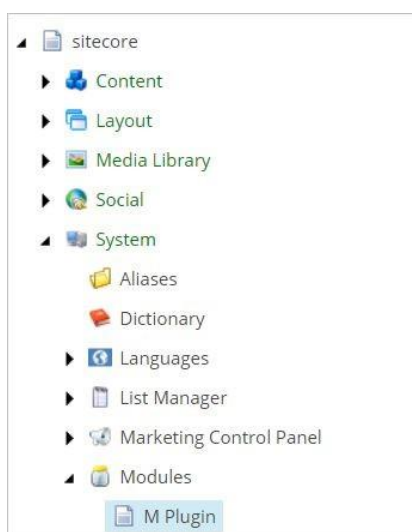 sitecore
Content
Layout
Media Library
Social
System
Aliases
Dictionary
Languages
List Manager
Marketing Control Panel
Modules
M Plugin